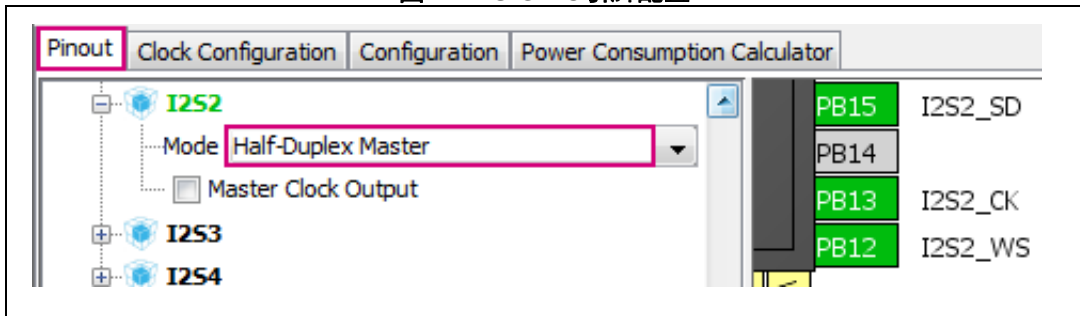 Pinout Clock Configuration Configuration Power Consumption Calculator
I2S2
Mode Half-Duplex Master
Master Clock Output
I2S3
I2S4
PB15 I2S2_SD
PB14
PB13 I2S2_CK
PB12 I2S2_WS